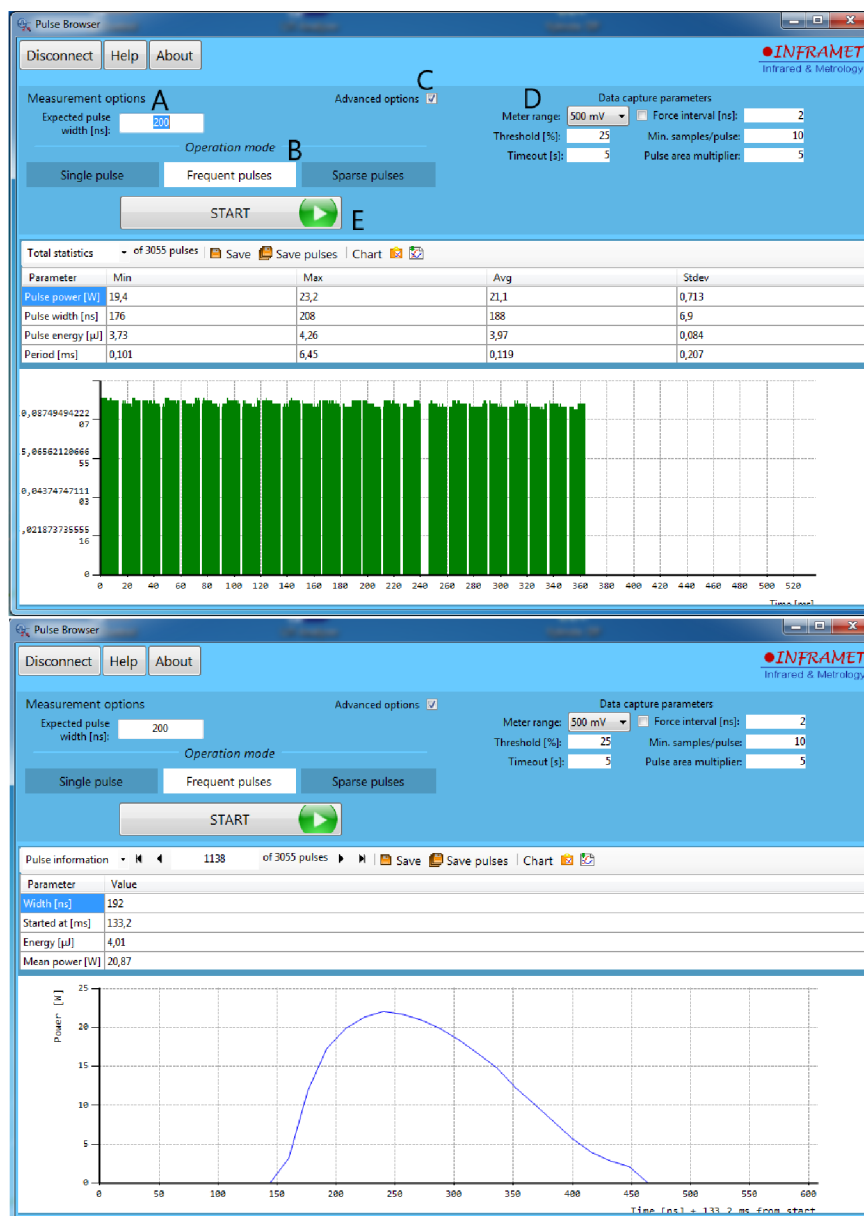 Pulse Browser
Disconnect Help About
INFRAMET
Infrared & Metrology
C
Measurement options A Advanced options D Data capture parameters
Expected pulse width [ns]: 200 Meter range: 500 mV Force interval [ns]: 2
Operation mode B Threshold [%]: 25 Min. samples/pulse: 10
Timeout [s]: 5 Pulse area multiplier: 5
Single pulse Frequent pulses Sparse pulses
START E
Total statistics of 3055 pulses Save Save pulses Chart
Parameter Min Max Avg Stdev
Pulse power [W] 19,4 23,2 21,1 0,713
Pulse width [ns] 176 208 188 6,9
Pulse energy [µJ] 3,73 4,26 3,97 0,084
Period [ms] 0,101 6,45 0,119 0,207
0,08749494222
07
5,06562120666
55
0,04374747111
03
,021873735555
16
0
0 20 40 60 80 100 120 140 160 180 200 220 240 260 280 300 320 340 360 380 400 420 440 460 480 500 520
Time [ms]
Pulse Browser
Disconnect Help About
INFRAMET
Infrared & Metrology
Measurement options Advanced options Data capture parameters
Expected pulse width [ns]: 200 Meter range: 500 mV Force interval [ns]: 2
Operation mode Threshold [%]: 25 Min. samples/pulse: 10
Timeout [s]: 5 Pulse area multiplier: 5
Single pulse Frequent pulses Sparse pulses
START
Pulse information 1138 of 3055 pulses Save Save pulses Chart
Parameter Value
Width [ns] 192
Started at [ms] 133,2
Energy [µJ] 4,01
Mean power [W] 20,87
Power [W]
25
20
15
10
5
0
0 50 100 150 200 250 300 350 400 450 500 550 600
Time [ns] + 133,2 ms from start